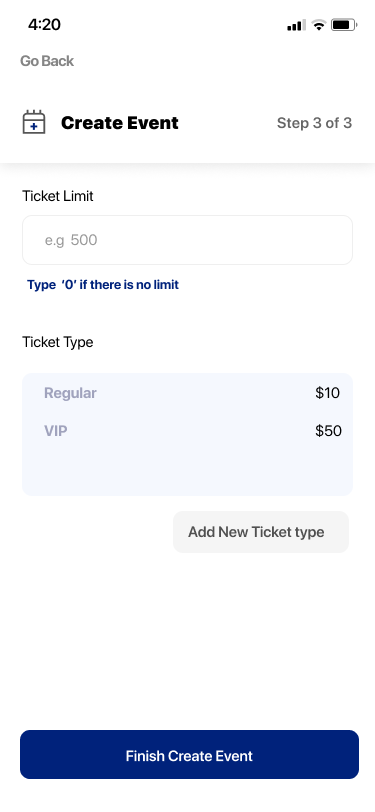 4:20
Go Back
Create Event
Step 3 of 3
Ticket Limit
e.g 500
Type ‘0’ if there is no limit
Ticket Type
Regular $10
VIP $50
Add New Ticket type
Finish Create Event